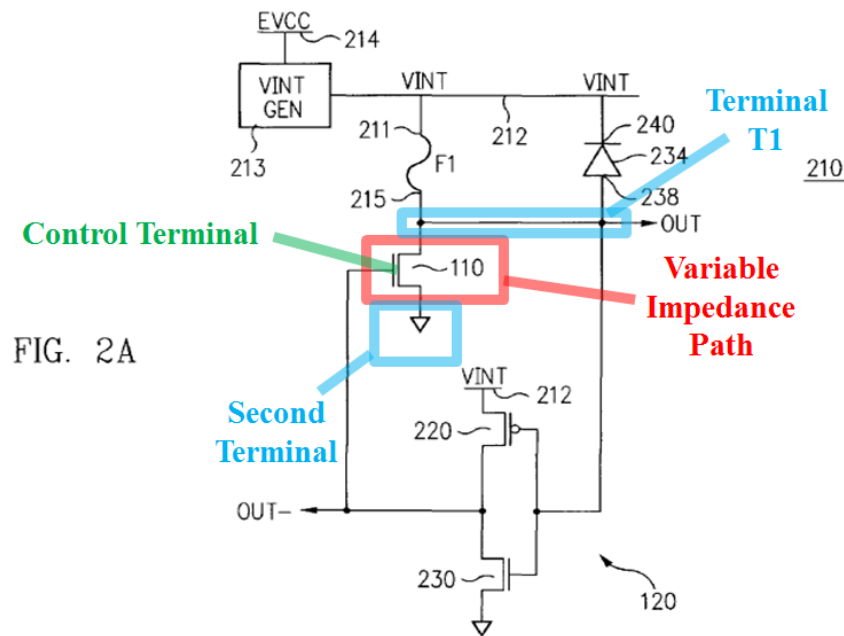 EVCC
214
VINT
GEN
213
VINT
212
VINT
211
F1
215
240
234
238
Terminal
T1
210
OUT
Control Terminal
110
Variable
Impedance
Path
FIG. 2A
Second
Terminal
VINT
212
220
OUT-
230
120